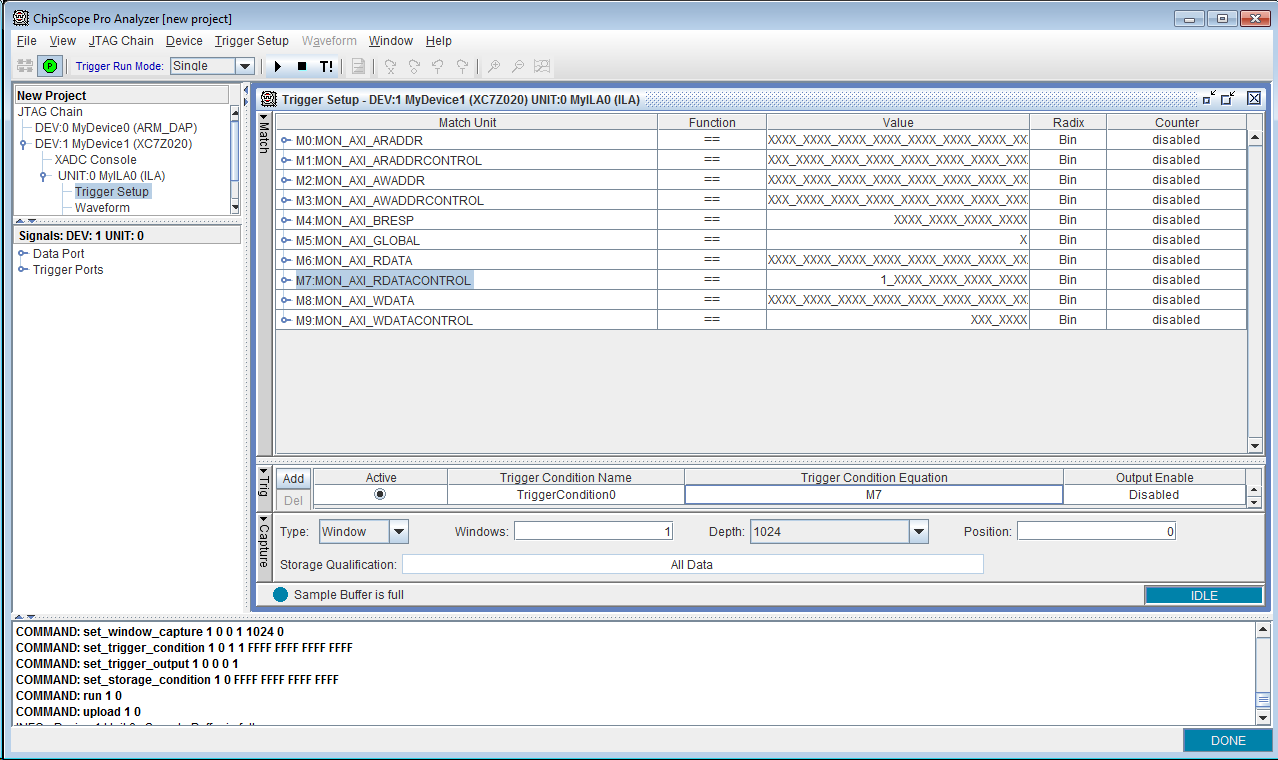 ChipScope Pro Analyzer [new project]
File View JTAG Chain Device Trigger Setup Waveform Window Help
Trigger Run Mode: Single T!
New Project
JTAG Chain
DEV:0 MyDevice0 (ARM_DAP)
DEV:1 MyDevice1 (XC7Z020)
XADC Console
UNIT:0 MyILA0 (ILA)
Trigger Setup
Waveform
Signals: DEV: 1 UNIT: 0
Data Port
Trigger Ports
Trigger Setup - DEV:1 MyDevice1 (XC7Z020) UNIT:0 MyILA0 (ILA)
Match
Match Unit Function Value Radix Counter
M0:MON_AXI_ARADDR == XXXX_XXXX_XXXX_XXXX_XXXX_XXXX_XXXX_XX Bin disabled
M1:MON_AXI_ARADDRCONTROL == XXX_XXXX_XXXX_XXXX_XXXX_XXXX_XXXX_XXX Bin disabled
M2:MON_AXI_AWADDR == XXXX_XXXX_XXXX_XXXX_XXXX_XXXX_XXXX_XX Bin disabled
M3:MON_AXI_AWADDRCONTROL == XXX_XXXX_XXXX_XXXX_XXXX_XXXX_XXXX_XXX Bin disabled
M4:MON_AXI_BRESP == XXXX_XXXX_XXXX_XXXX Bin disabled
M5:MON_AXI_GLOBAL == X Bin disabled
M6:MON_AXI_RDATA == XXXX_XXXX_XXXX_XXXX_XXXX_XXXX_XXXX_XX Bin disabled
M7:MON_AXI_RDATACONTROL == 1_XXXX_XXXX_XXXX_XXXX Bin disabled
M8:MON_AXI_WDATA == XXXX_XXXX_XXXX_XXXX_XXXX_XXXX_XXXX_XX Bin disabled
M9:MON_AXI_WDATACONTROL == XXX_XXXX Bin disabled
Trig
Add Active Trigger Condition Name Trigger Condition Equation Output Enable
Del TriggerCondition0 M7 Disabled
Capture
Type: Window Windows: 1 Depth: 1024 Position: 0
Storage Qualification: All Data
Sample Buffer is full IDLE
COMMAND: set_window_capture 1 0 0 1 1024 0
COMMAND: set_trigger_condition 1 0 1 1 FFFF FFFF FFFF FFFF
COMMAND: set_trigger_output 1 0 0 0 1
COMMAND: set_storage_condition 1 0 FFFF FFFF FFFF FFFF
COMMAND: run 1 0
COMMAND: upload 1 0
DONE